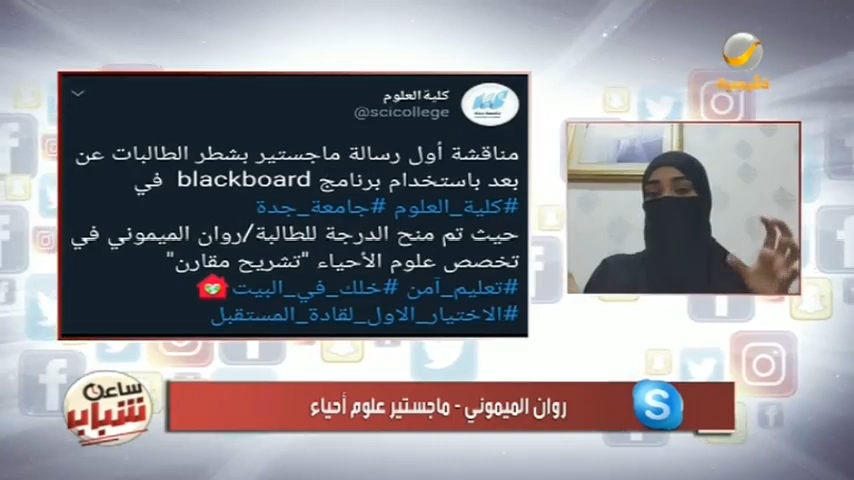 روتانا
خليجية
كلية العلوم
@scicollege
مناقشة أول رسالة ماجستير بشطر الطالبات عن
بعد باستخدام برنامج blackboard في
#كلية_العلوم #جامعة_جدة
حيث تم منح الدرجة للطالبة/روان الميموني في
تخصص علوم الأحياء "تشريح مقارن"
#تعليم_آمن #خلك_في_البيت
#الاختيار_الاول_لقادة_المستقبل
روان الميموني - ماجستير علوم أحياء
ساعة
شباب